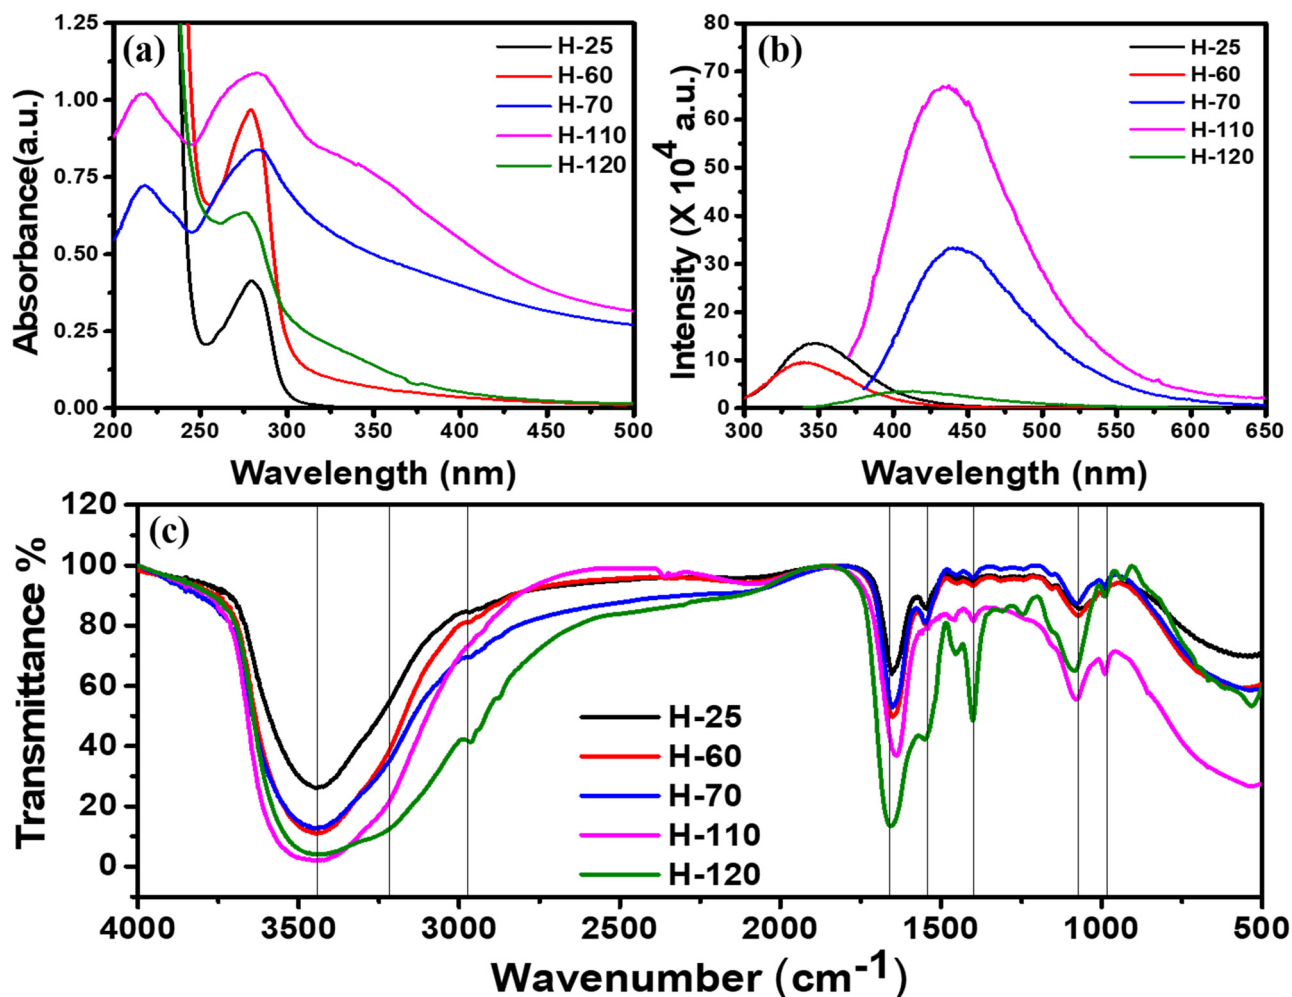 (a)
Absorbance(a.u.)
1.25
1.00
0.75
0.50
0.25
0.00
H-25
H-60
H-70
H-110
H-120
200 250 300 350 400 450 500
Wavelength (nm)
(b)
Intensity (X 10⁴ a.u.)
80
70
60
50
40
30
20
10
0
H-25
H-60
H-70
H-110
H-120
300 350 400 450 500 550 600 650
Wavelength (nm)
(c)
Transmittance %
120
100
80
60
40
20
0
H-25
H-60
H-70
H-110
H-120
4000 3500 3000 2500 2000 1500 1000 500
Wavenumber (cm⁻¹)